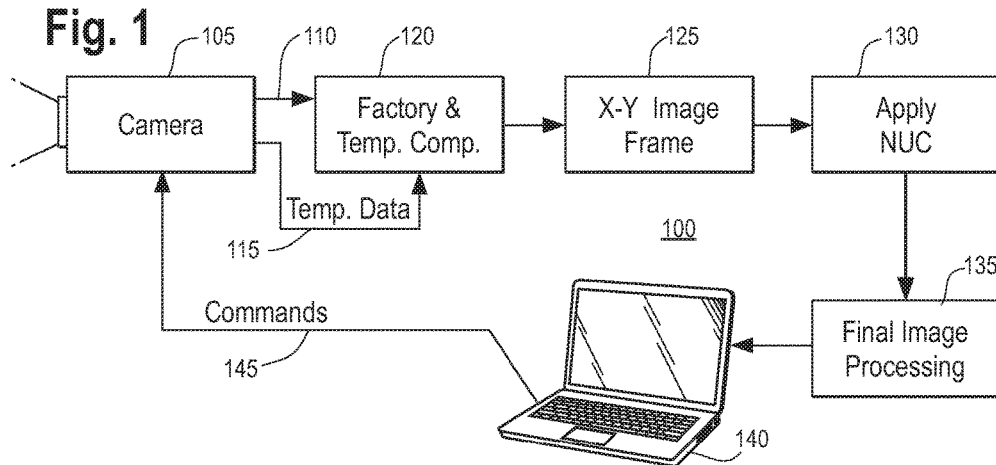 Fig. 1
105
110
120
125
130
Camera
Factory &
Temp. Comp.
X-Y Image
Frame
Apply
NUC
Temp. Data
115
100
135
Commands
145
Final Image
Processing
140